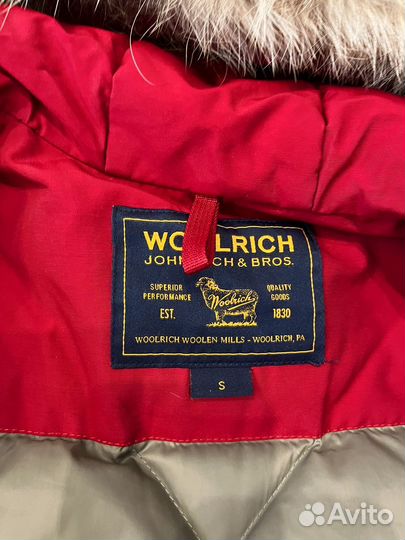 WOOLRICH
JOHN RICH & BROS.
SUPERIOR PERFORMANCE
QUALITY GOODS
Woolrich
EST. 1830
WOOLRICH WOOLEN MILLS - WOOLRICH, PA
S
Avito